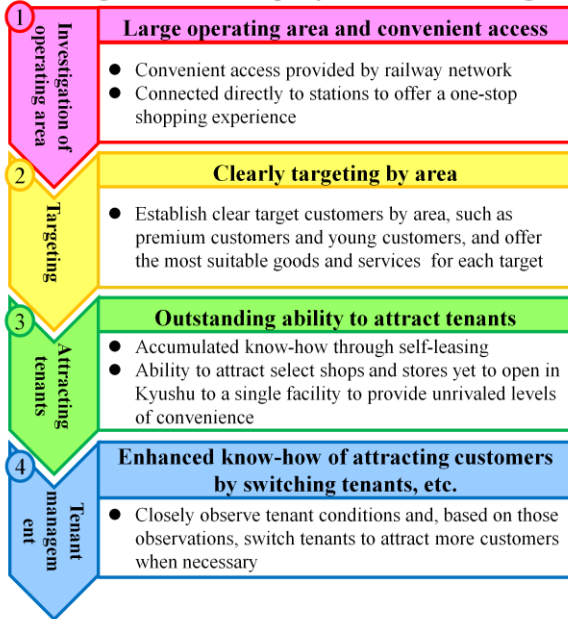 1
Investigation of
operating area
Large operating area and convenient access
● Convenient access provided by railway network
● Connected directly to stations to offer a one-stop
shopping experience
2
Targeting
Clearly targeting by area
● Establish clear target customers by area, such as
premium customers and young customers, and offer
the most suitable goods and services for each target
3
Attracting
tenants
Outstanding ability to attract tenants
● Accumulated know-how through self-leasing
● Ability to attract select shops and stores yet to open in
Kyushu to a single facility to provide unrivaled levels
of convenience
4
Tenant
managem
ent
Enhanced know-how of attracting customers
by switching tenants, etc.
● Closely observe tenant conditions and, based on those
observations, switch tenants to attract more customers
when necessary